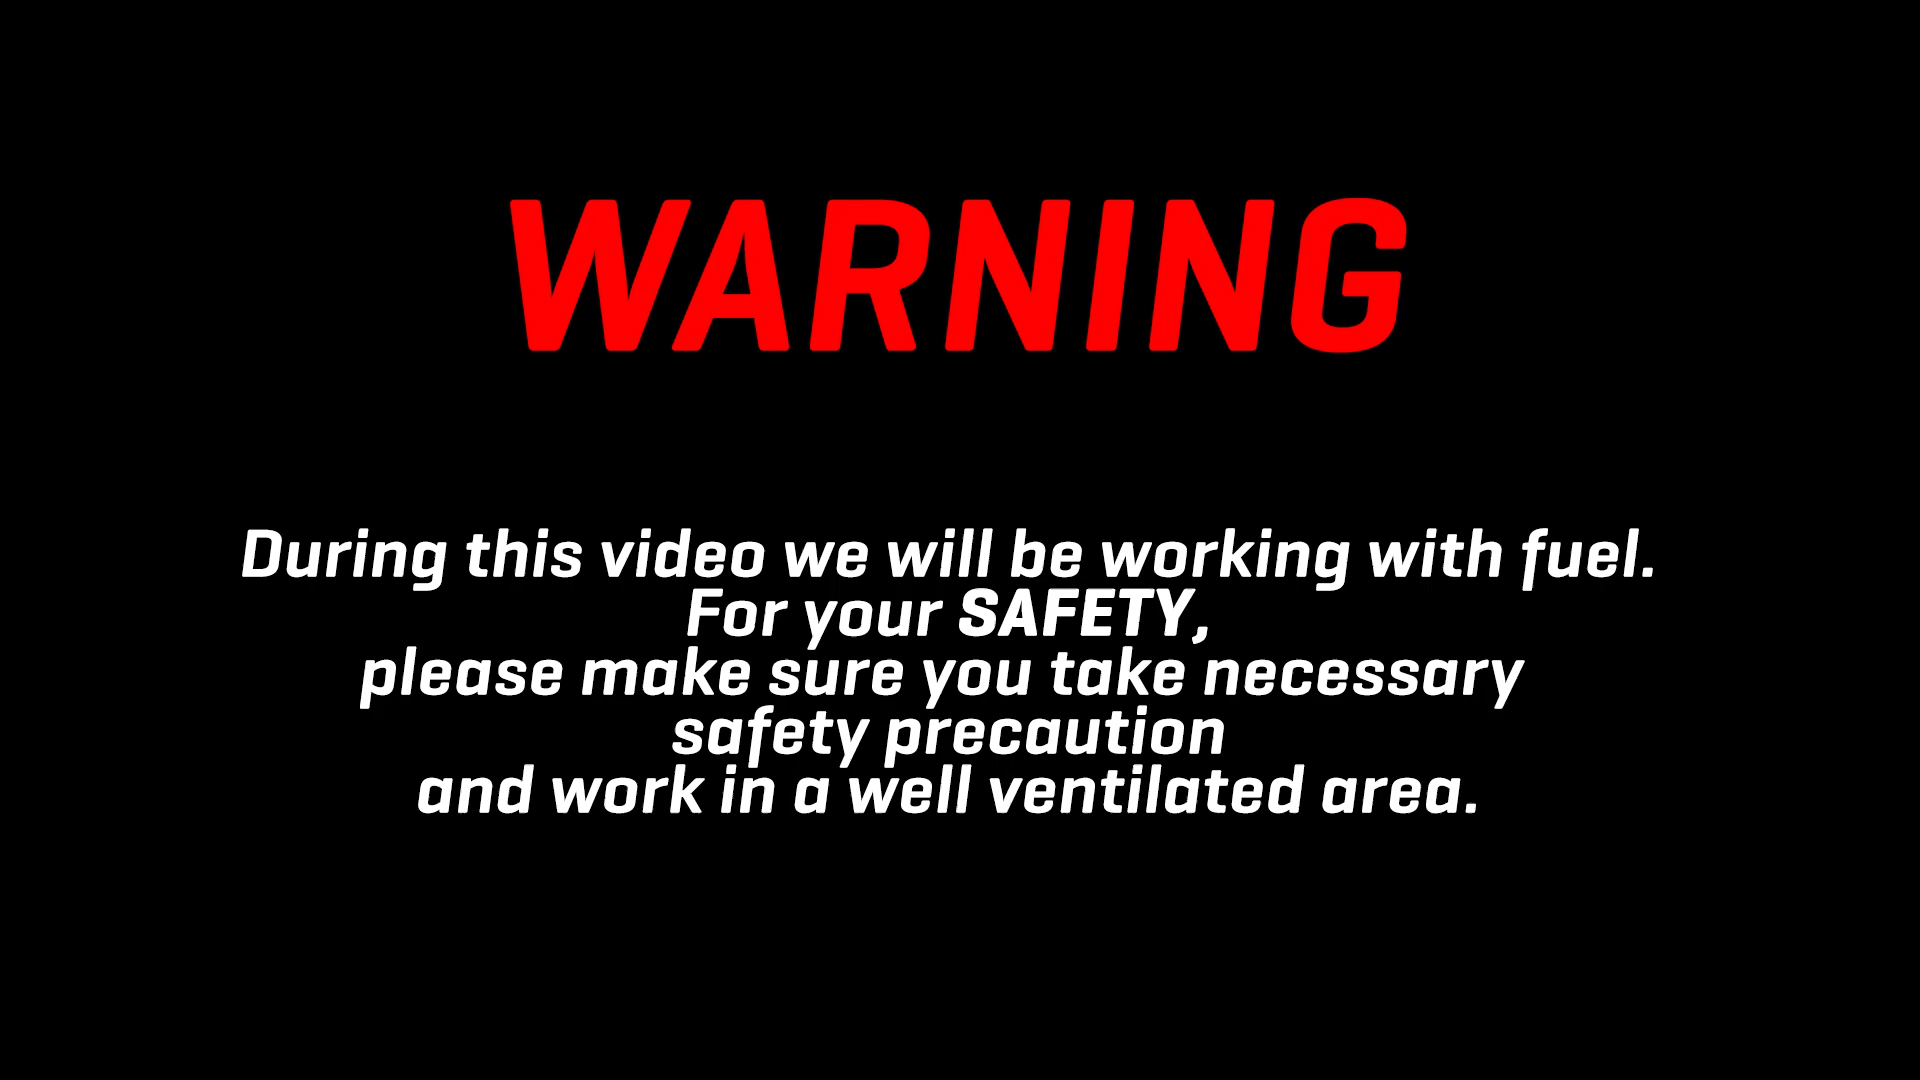 WARNING
During this video we will be working with fuel.
For your SAFETY,
please make sure you take necessary
safety precaution
and work in a well ventilated area.